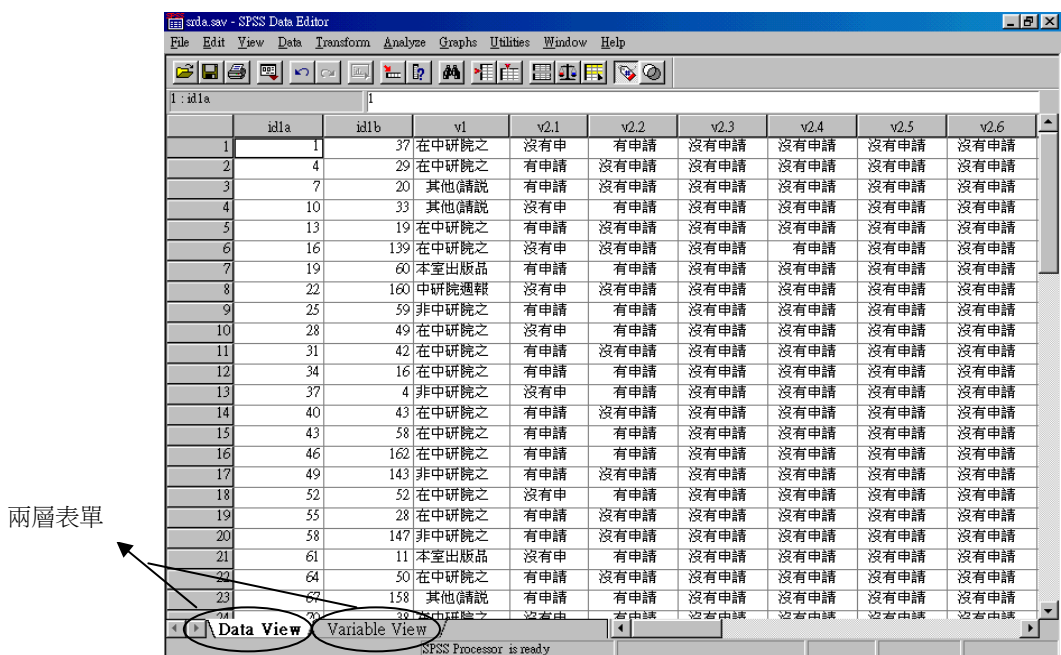 srda.sav - SPSS Data Editor
File Edit View Data Transform Analyze Graphs Utilities Window Help
1 : id1a 1
id1a id1b v1 v2.1 v2.2 v2.3 v2.4 v2.5 v2.6
1 1 37 在中研院之 沒有申 有申請 沒有申請 沒有申請 沒有申請 沒有申請
2 4 29 在中研院之 有申請 沒有申請 沒有申請 沒有申請 沒有申請 沒有申請
3 7 20 其他(請説 有申請 沒有申請 沒有申請 沒有申請 沒有申請 沒有申請
4 10 33 其他(請説 沒有申 有申請 沒有申請 沒有申請 沒有申請 沒有申請
5 13 19 在中研院之 有申請 沒有申請 沒有申請 沒有申請 沒有申請 沒有申請
6 16 139 在中研院之 沒有申 沒有申請 沒有申請 有申請 沒有申請 沒有申請
7 19 60 本室出版品 有申請 有申請 沒有申請 沒有申請 沒有申請 沒有申請
8 22 160 中研院週報 沒有申 沒有申請 沒有申請 沒有申請 沒有申請 沒有申請
9 25 59 非中研院之 有申請 有申請 沒有申請 沒有申請 沒有申請 沒有申請
10 28 49 在中研院之 沒有申 有申請 沒有申請 沒有申請 沒有申請 沒有申請
11 31 42 在中研院之 有申請 沒有申請 沒有申請 沒有申請 沒有申請 沒有申請
12 34 16 在中研院之 有申請 有申請 沒有申請 沒有申請 沒有申請 沒有申請
13 37 4 非中研院之 沒有申 有申請 沒有申請 沒有申請 沒有申請 沒有申請
14 40 43 在中研院之 有申請 沒有申請 沒有申請 沒有申請 沒有申請 沒有申請
15 43 58 在中研院之 有申請 有申請 沒有申請 沒有申請 沒有申請 沒有申請
16 46 162 在中研院之 有申請 有申請 沒有申請 沒有申請 沒有申請 沒有申請
17 49 143 非中研院之 有申請 沒有申請 沒有申請 沒有申請 沒有申請 沒有申請
18 52 52 在中研院之 沒有申 有申請 沒有申請 沒有申請 沒有申請 沒有申請
19 55 28 在中研院之 有申請 沒有申請 沒有申請 沒有申請 沒有申請 沒有申請
20 58 147 非中研院之 有申請 有申請 沒有申請 沒有申請 沒有申請 沒有申請
21 61 11 本室出版品 沒有申 有申請 沒有申請 沒有申請 沒有申請 沒有申請
22 64 50 在中研院之 有申請 沒有申請 沒有申請 沒有申請 沒有申請 沒有申請
23 67 158 其他(請説 有申請 有申請 沒有申請 沒有申請 沒有申請 沒有申請
24 70 38 在中研院之 沒有申 有申請 沒有申請 沒有申請 沒有申請 沒有申請
兩層表單
Data View Variable View
SPSS Processor is ready